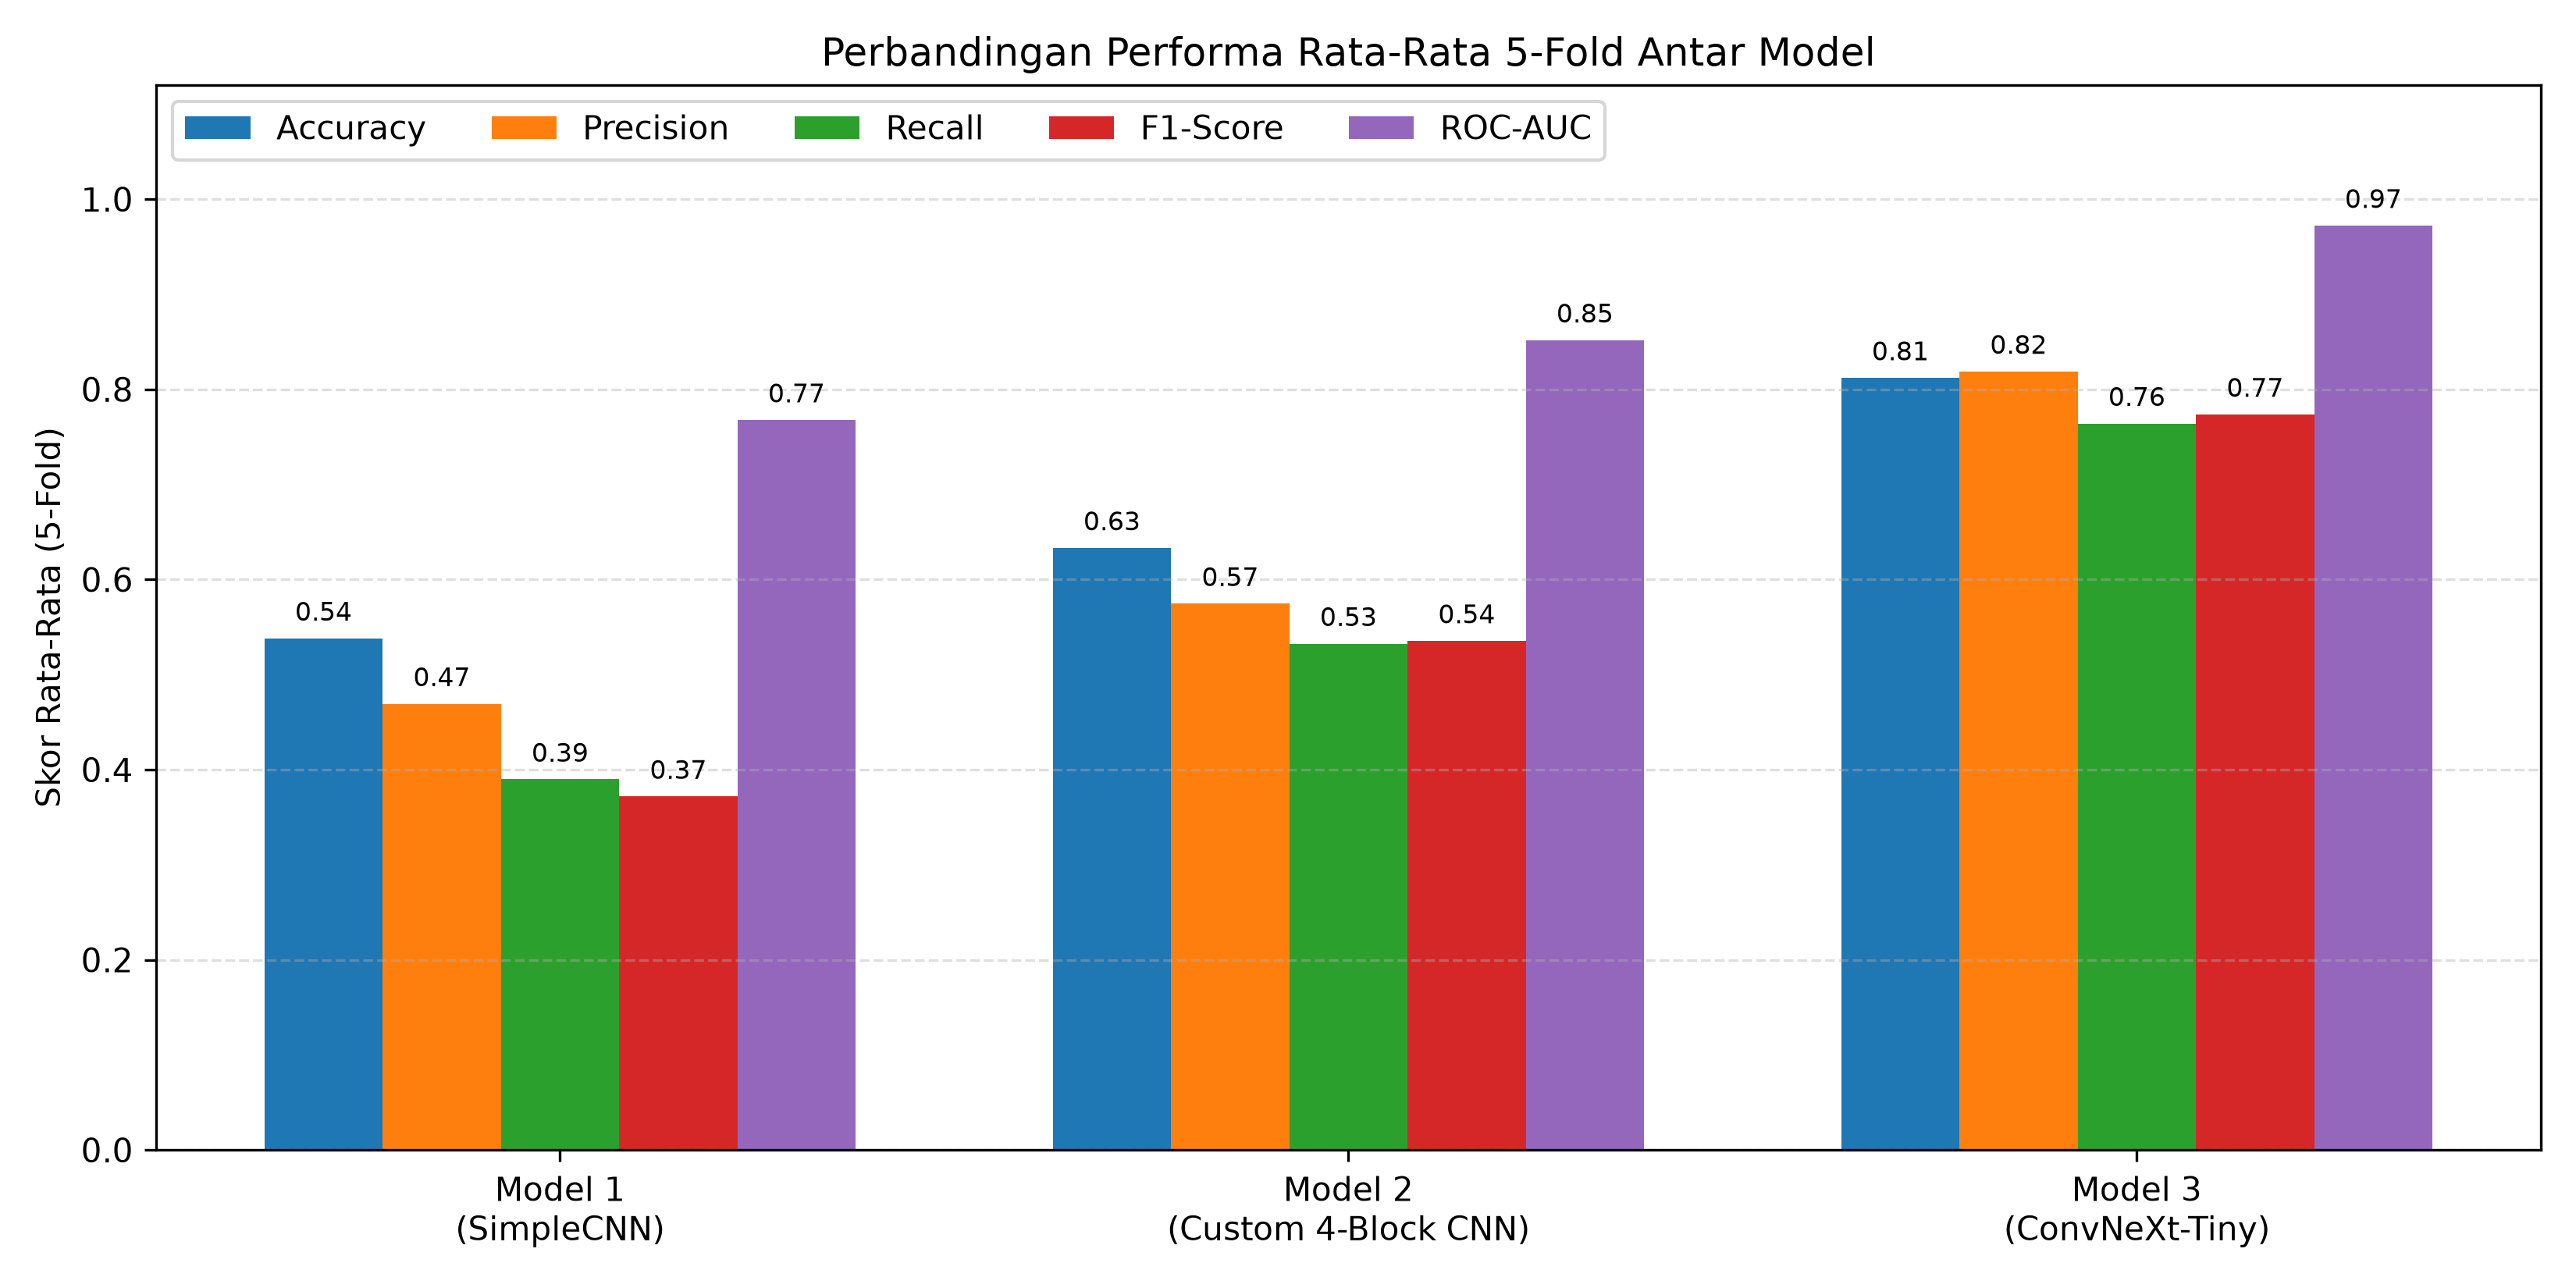 Perbandingan Performa Rata-Rata 5-Fold Antar Model
Accuracy Precision Recall F1-Score ROC-AUC
Skor Rata-Rata (5-Fold)
1.0
0.8
0.6
0.4
0.2
0.0
0.54
0.47
0.39
0.37
0.77
0.63
0.57
0.53
0.54
0.85
0.81
0.82
0.76
0.77
0.97
Model 1
(SimpleCNN)
Model 2
(Custom 4-Block CNN)
Model 3
(ConvNeXt-Tiny)